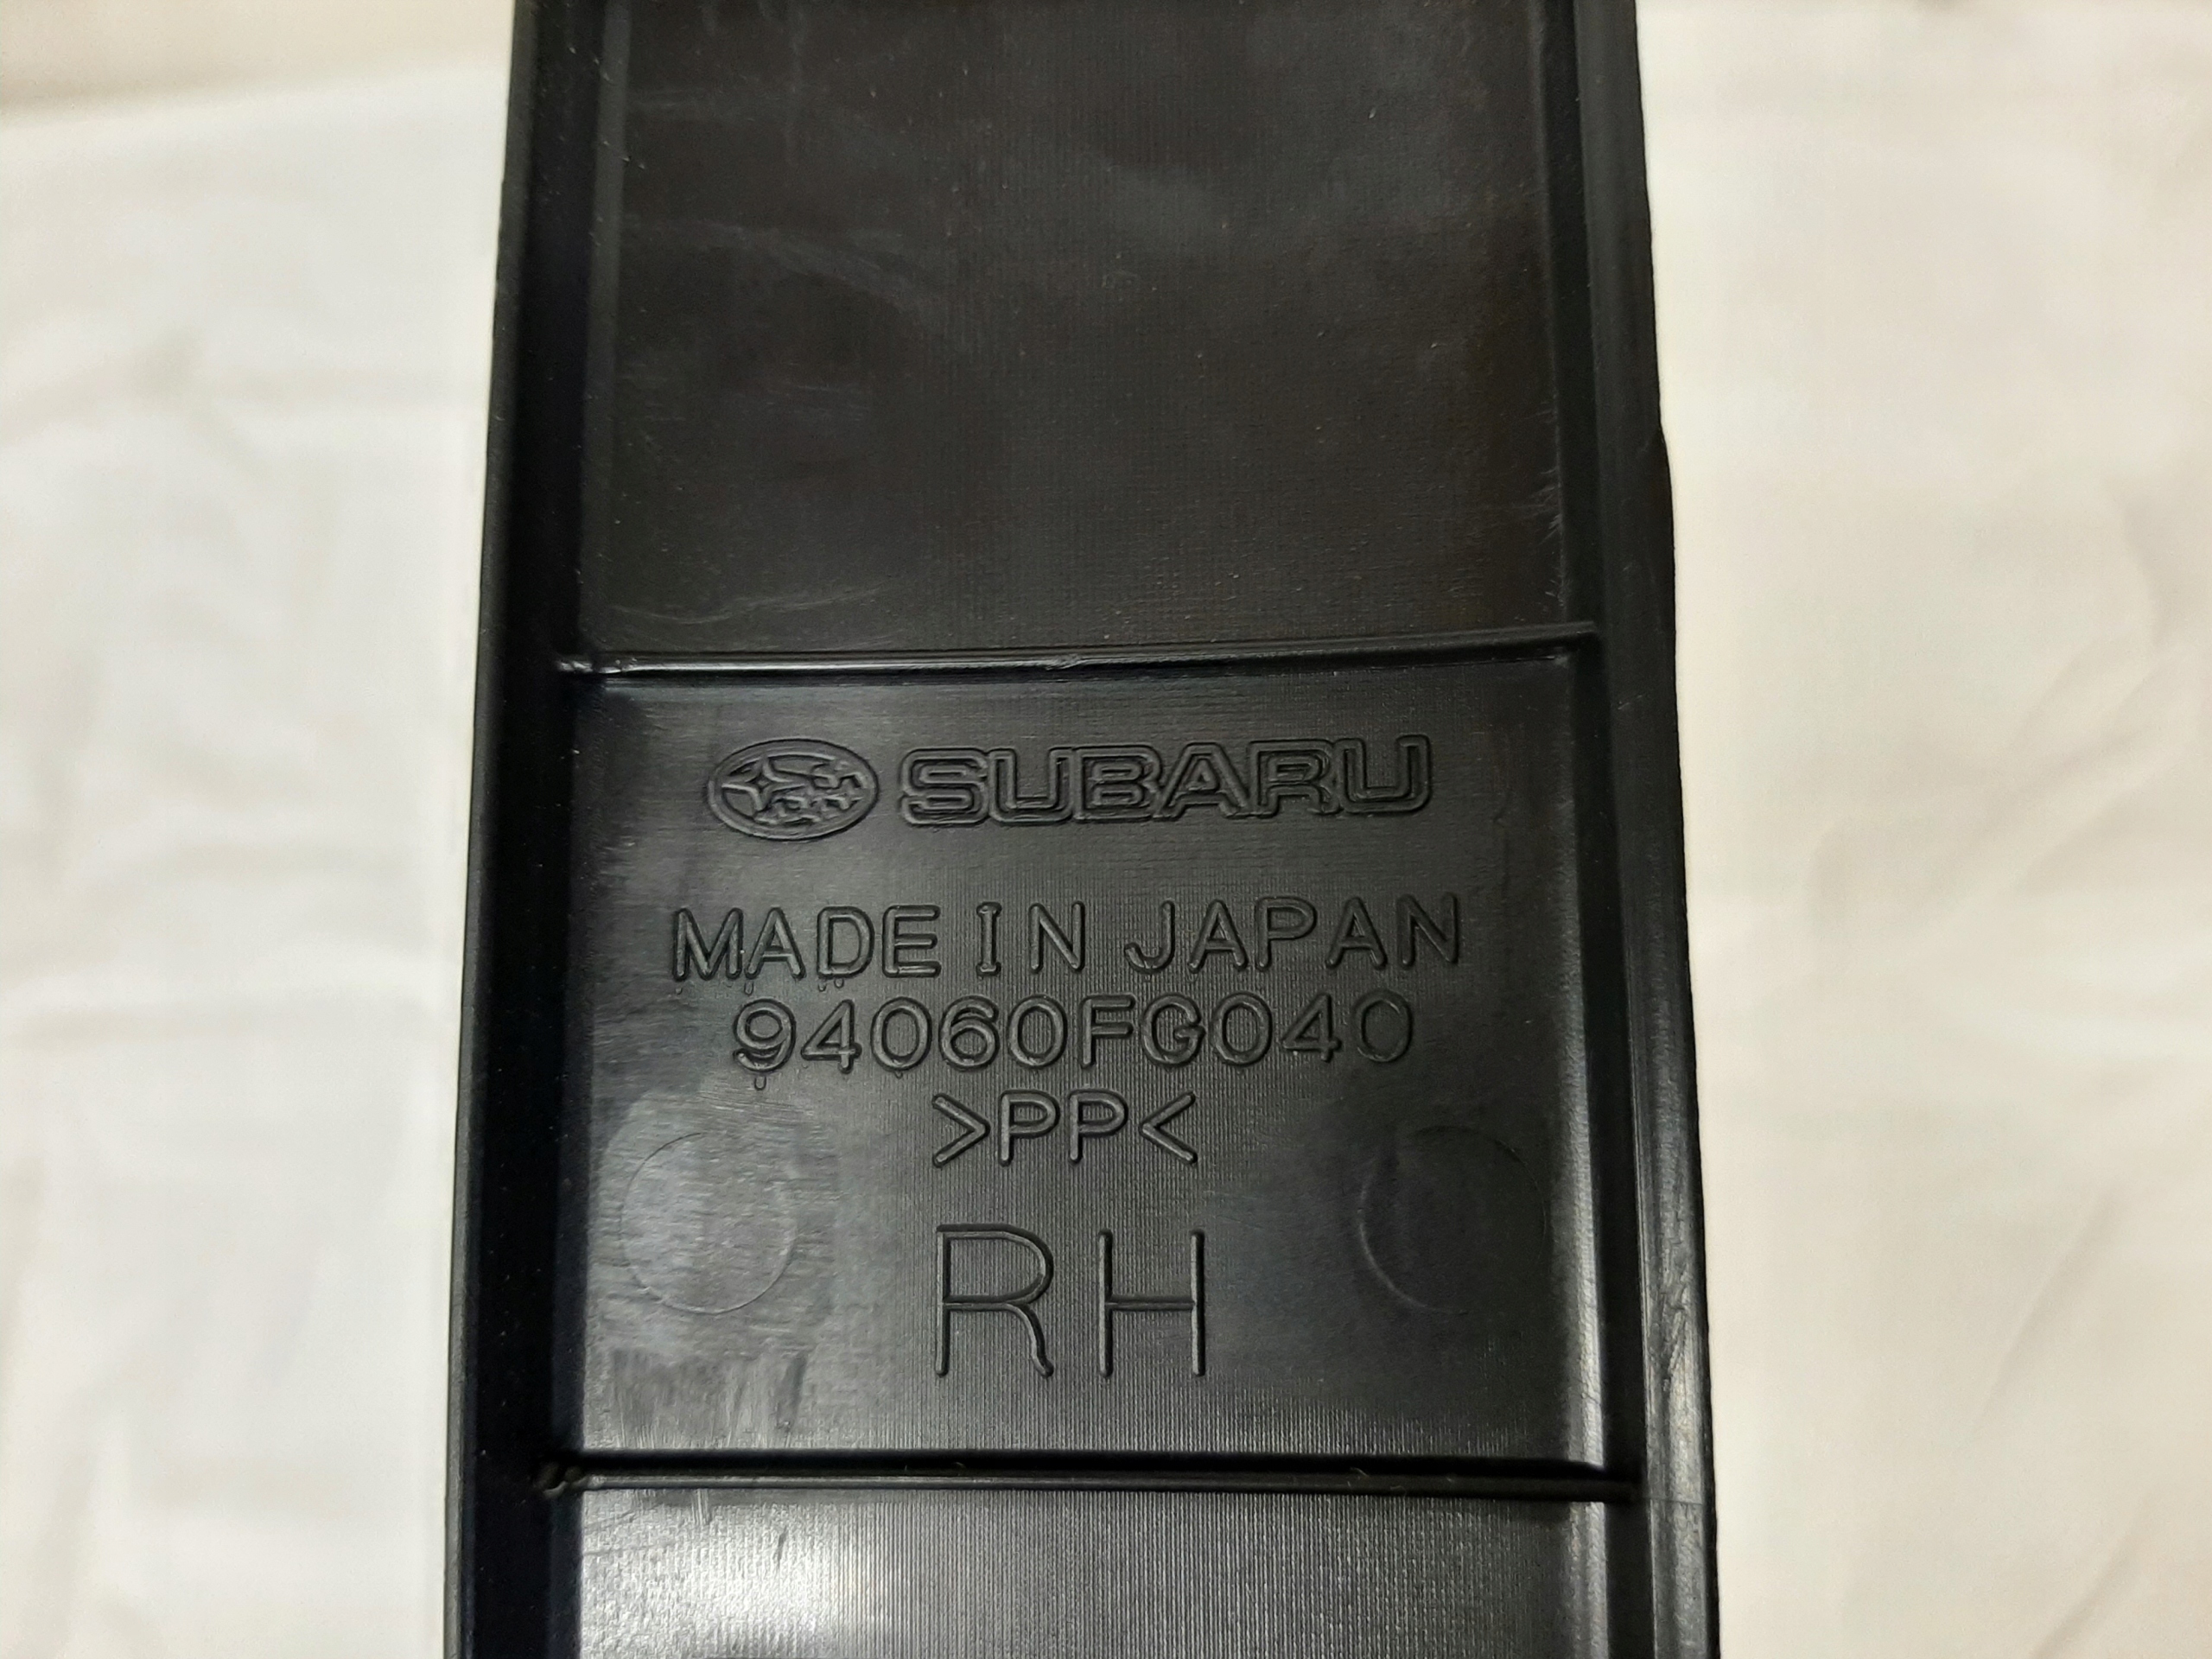 SUBARU
MADE IN JAPAN
94060FG040
>PP<
RH